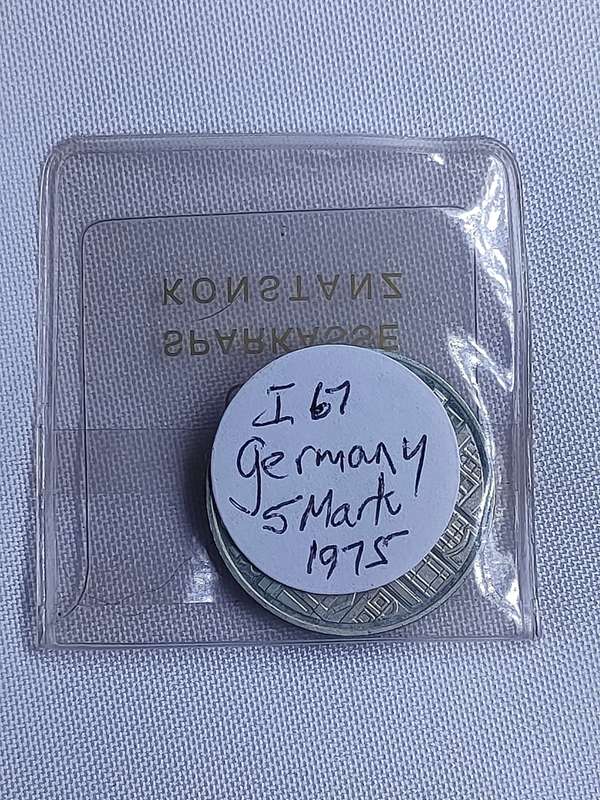 KONSTANZ
SPARKASSE
I 67
Germany
5 Mark
1975